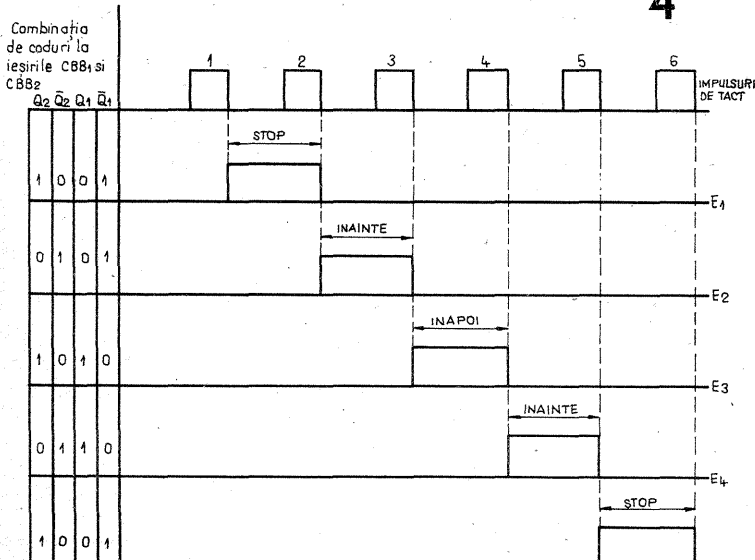 4
Combinația
de coduri la
ieșirile CBB1 și
CBB2
Q2 Q̄2 Q1 Q̄1
1 2 3 4 5 6
IMPULSURI
DE TACT
STOP
1 0 0 1
E1
INAINTE
0 1 0 1
E2
INAPOI
1 0 1 0
E3
INAINTE
0 1 1 0
E4
STOP
1 0 0 1